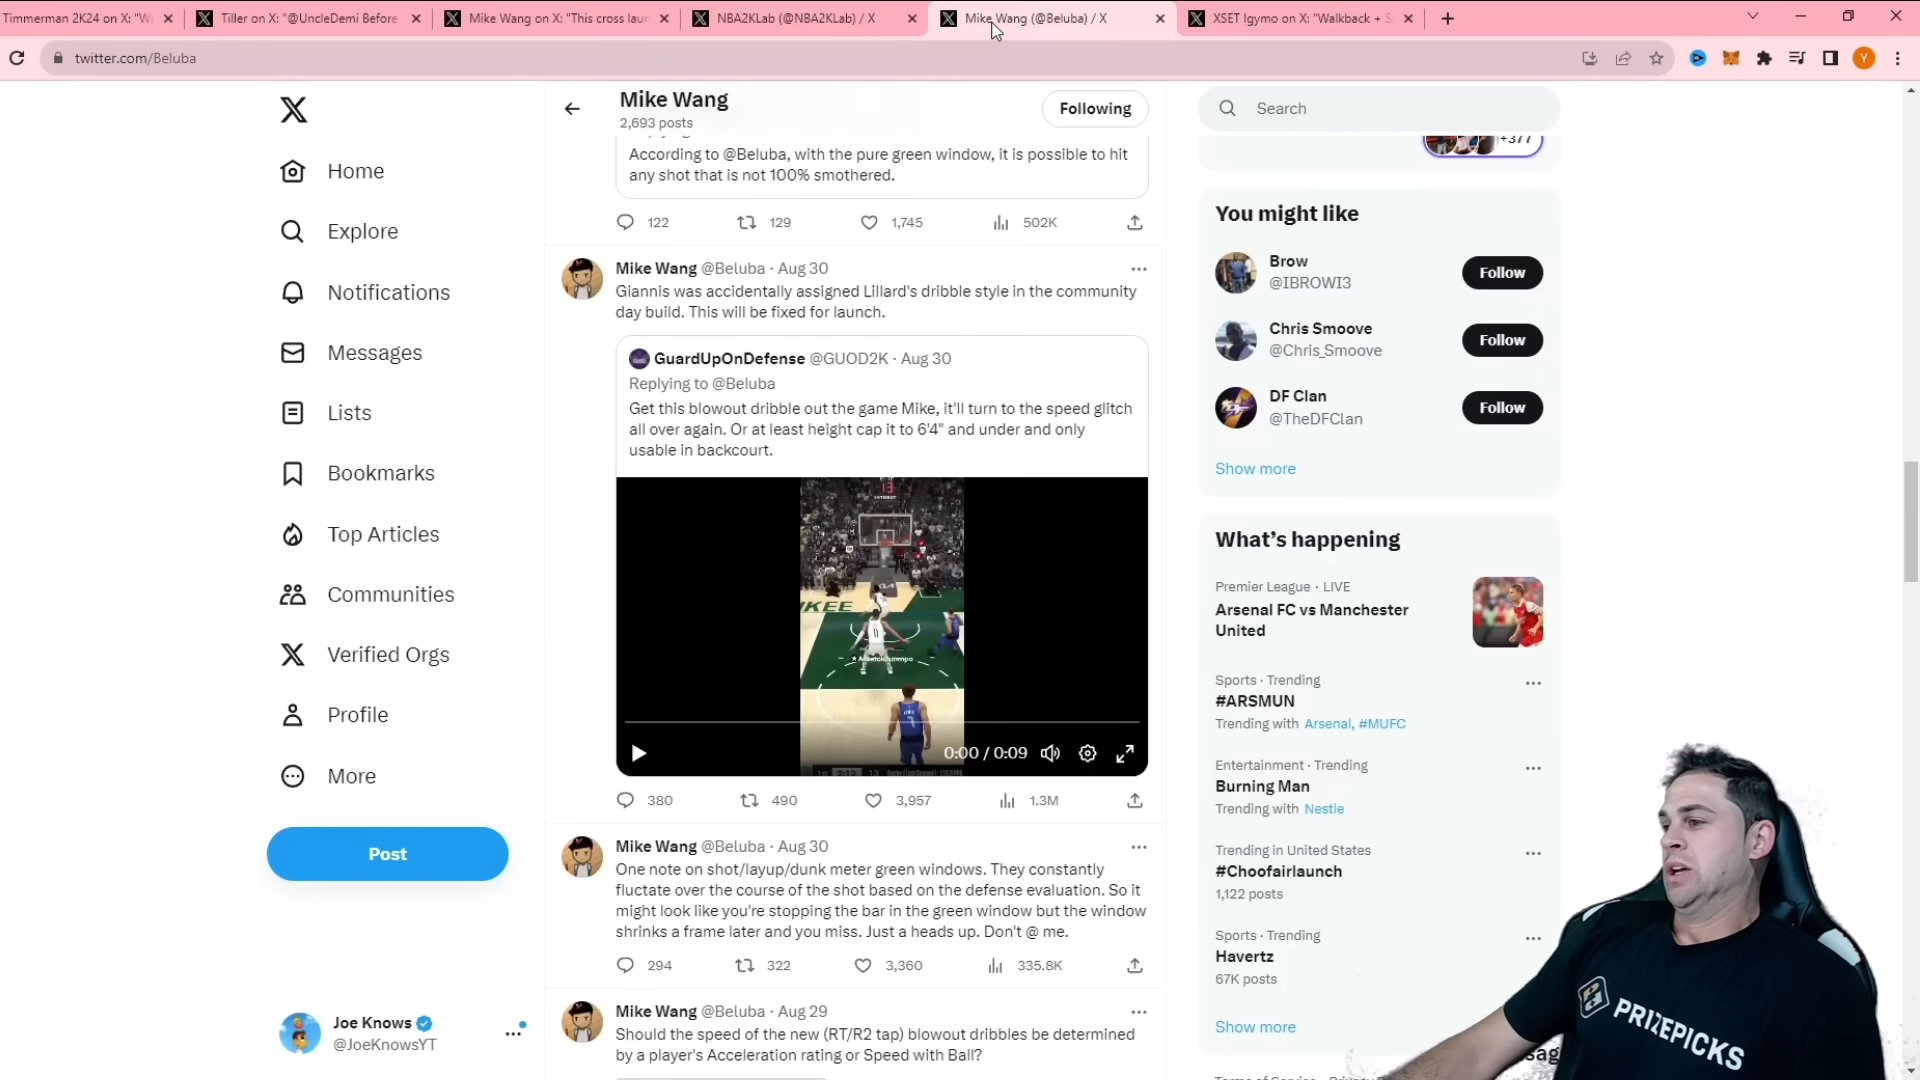 Timmerman 2K24 on X: "Wi
Tiller on X: "@UncleDemi Before
Mike Wang on X: "This cross laun
NBA2KLab (@NBA2KLab) / X
Mike Wang (@Beluba) / X
XSET Igymo on X: "Walkback + S
twitter.com/Beluba
Y
Mike Wang
2,693 posts
Following
Search
Home
Explore
Notifications
Messages
Lists
Bookmarks
Top Articles
Communities
Verified Orgs
Profile
More
Post
Joe Knows
@JoeKnowsYT
According to @Beluba, with the pure green window, it is possible to hit
any shot that is not 100% smothered.
122
129
1,745
502K
Mike Wang @Beluba · Aug 30
Giannis was accidentally assigned Lillard's dribble style in the community
day build. This will be fixed for launch.
GuardUpOnDefense @GUOD2K · Aug 30
Replying to @Beluba
Get this blowout dribble out the game Mike, it'll turn to the speed glitch
all over again. Or at least height cap it to 6'4" and under and only
usable in backcourt.
0:00 / 0:09
380
490
3,957
1.3M
Mike Wang @Beluba · Aug 30
One note on shot/layup/dunk meter green windows. They constantly
fluctate over the course of the shot based on the defense evaluation. So it
might look like you're stopping the bar in the green window but the window
shrinks a frame later and you miss. Just a heads up. Don't @ me.
294
322
3,360
335.8K
Mike Wang @Beluba · Aug 29
Should the speed of the new (RT/R2 tap) blowout dribbles be determined
by a player's Acceleration rating or Speed with Ball?
+377
You might like
Brow
@IBROWI3
Follow
Chris Smoove
@Chris_Smoove
Follow
DF Clan
@TheDFClan
Follow
Show more
What's happening
Premier League · LIVE
Arsenal FC vs Manchester
United
Sports · Trending
#ARSMUN
Trending with Arsenal, #MUFC
Entertainment · Trending
Burning Man
Trending with Nestle
Trending in United States
#Choofairlaunch
1,122 posts
Sports · Trending
Havertz
67K posts
Show more
PRIZEPICKS